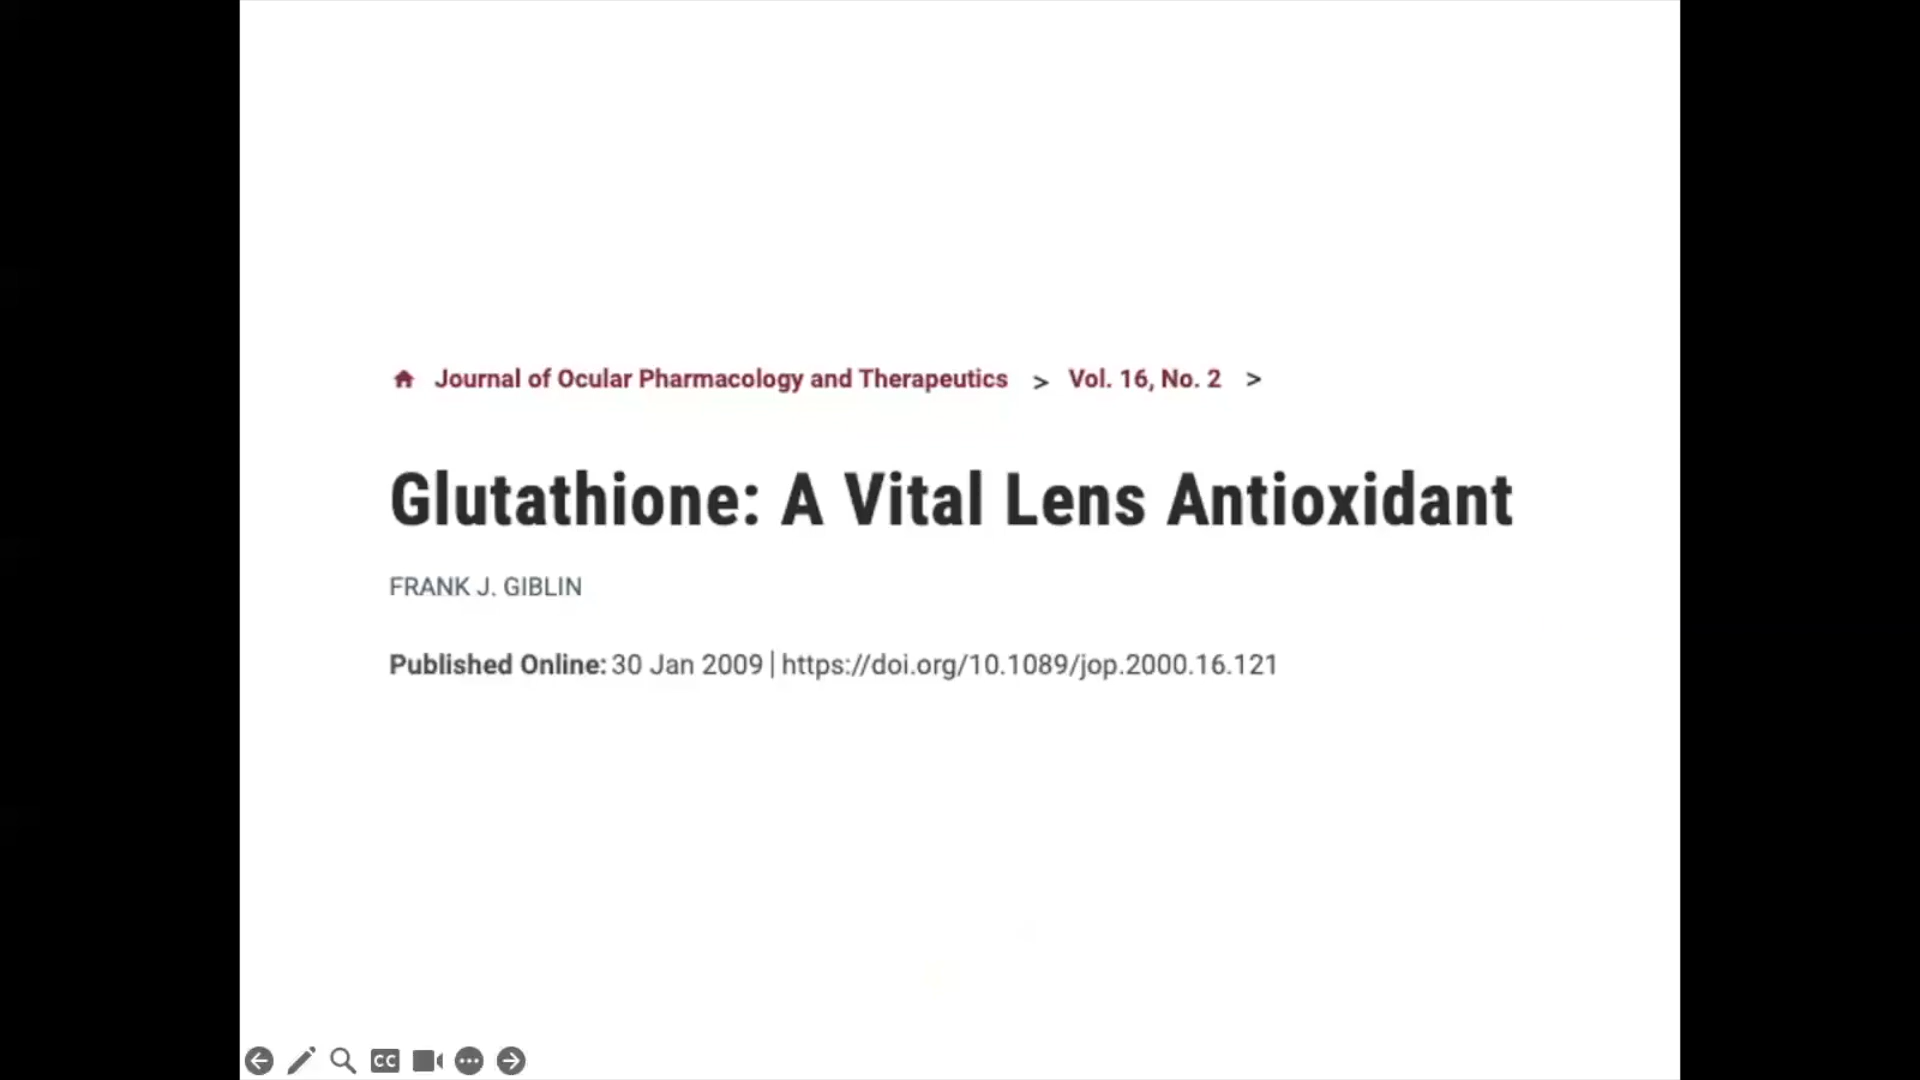 Journal of Ocular Pharmacology and Therapeutics > Vol. 16, No. 2 >
Glutathione: A Vital Lens Antioxidant
FRANK J. GIBLIN
Published Online: 30 Jan 2009 | https://doi.org/10.1089/jop.2000.16.121
CC